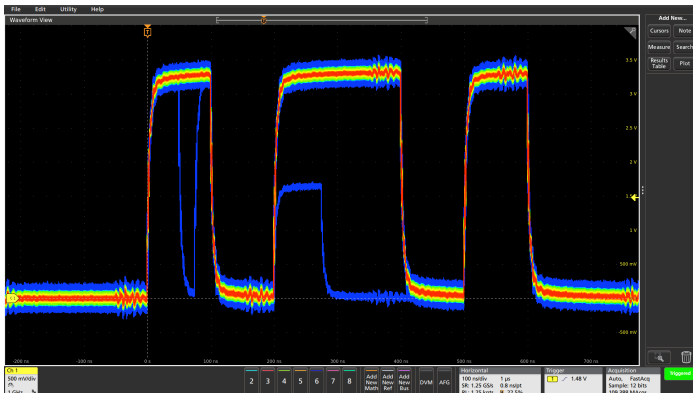 File Edit Utility Help
Waveform View
Add New...
Cursors Note
Measure Search
Results Table Plot
T
3.5 V
3 V
2.5 V
2 V
1 V
500 mV
-500 mV
-200 ns -100 ns 0 s 100 ns 200 ns 300 ns 400 ns 500 ns 600 ns 700 ns
Ch 1
500 mV/div
1 GHz
2 3 4 5 6 7 8
Add New Math
Add New Ref
Add New Bus
DVM AFG
Horizontal
100 ns/div 1 µs
SR: 1.25 GS/s 0.8 ns/pt
Trigger
1 1.48 V
Acquisition
Auto, FastAcq
Sample: 12 bits
Triggered